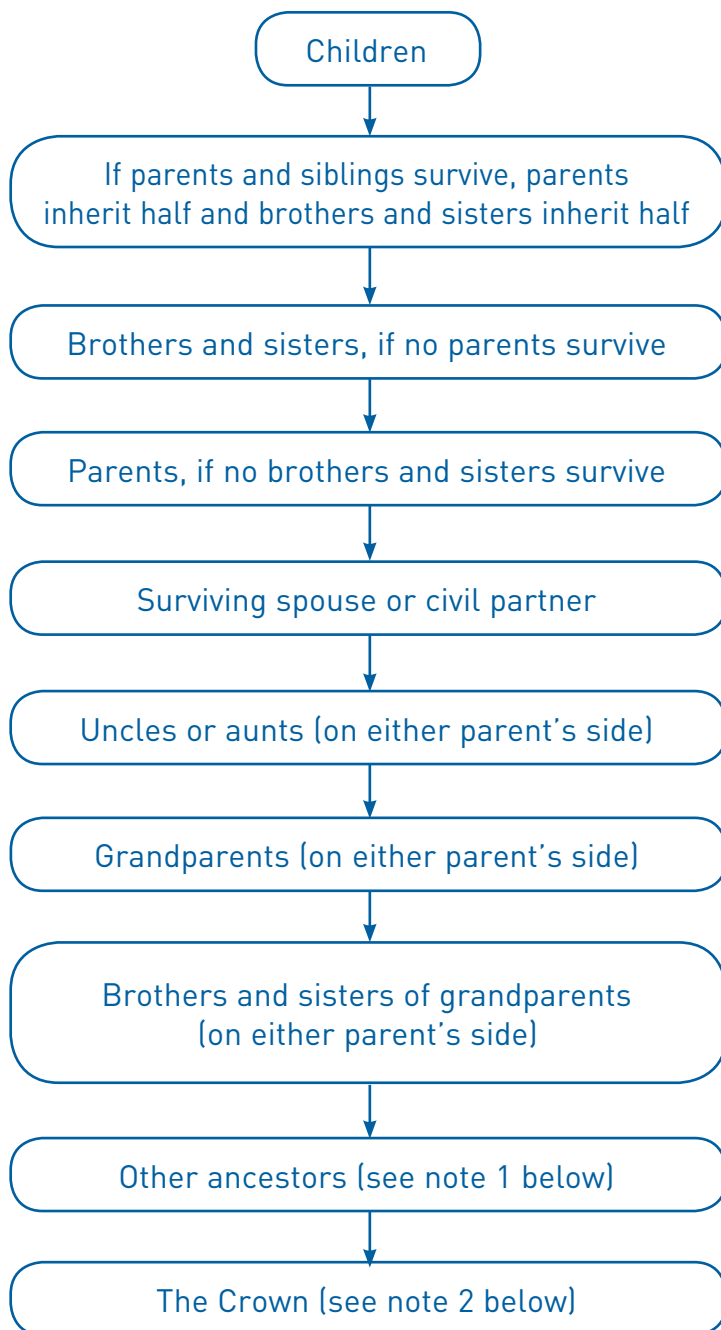 Children
If parents and siblings survive, parents
inherit half and brothers and sisters inherit half
Brothers and sisters, if no parents survive
Parents, if no brothers and sisters survive
Surviving spouse or civil partner
Uncles or aunts (on either parent’s side)
Grandparents (on either parent’s side)
Brothers and sisters of grandparents
(on either parent’s side)
Other ancestors (see note 1 below)
The Crown (see note 2 below)